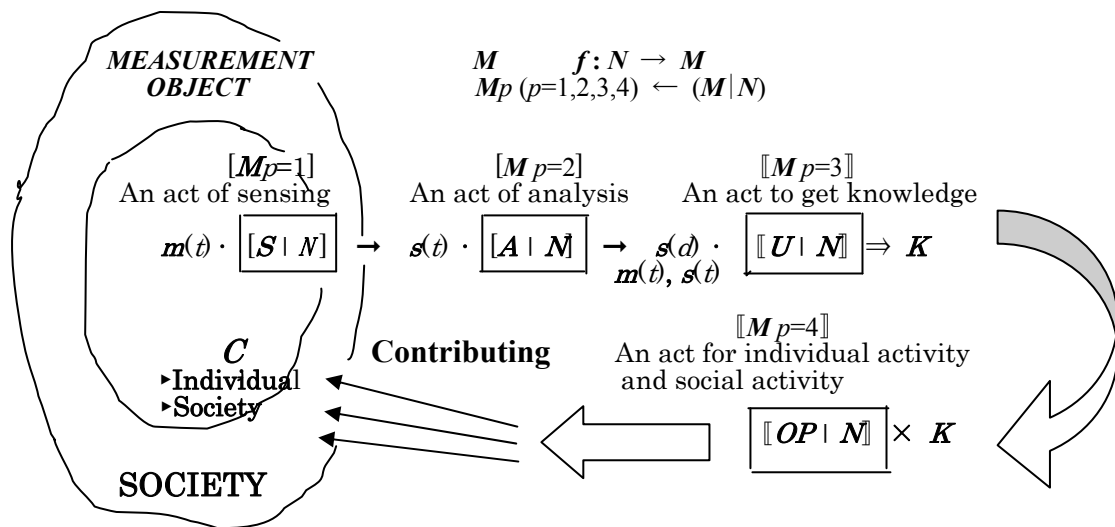 MEASUREMENT
OBJECT
M f : N → M
Mp (p=1,2,3,4) ← (M|N)
[Mp=1]
An act of sensing
[M p=2]
An act of analysis
⟦M p=3⟧
An act to get knowledge
m(t) · [S | N] → s(t) · [A | N] → s(d) · ⟦U | N⟧ ⇒ K
m(t), s(t)
C
▸Individual
▸Society
Contributing
⟦M p=4⟧
An act for individual activity
and social activity
⟦OP | N⟧ × K
SOCIETY